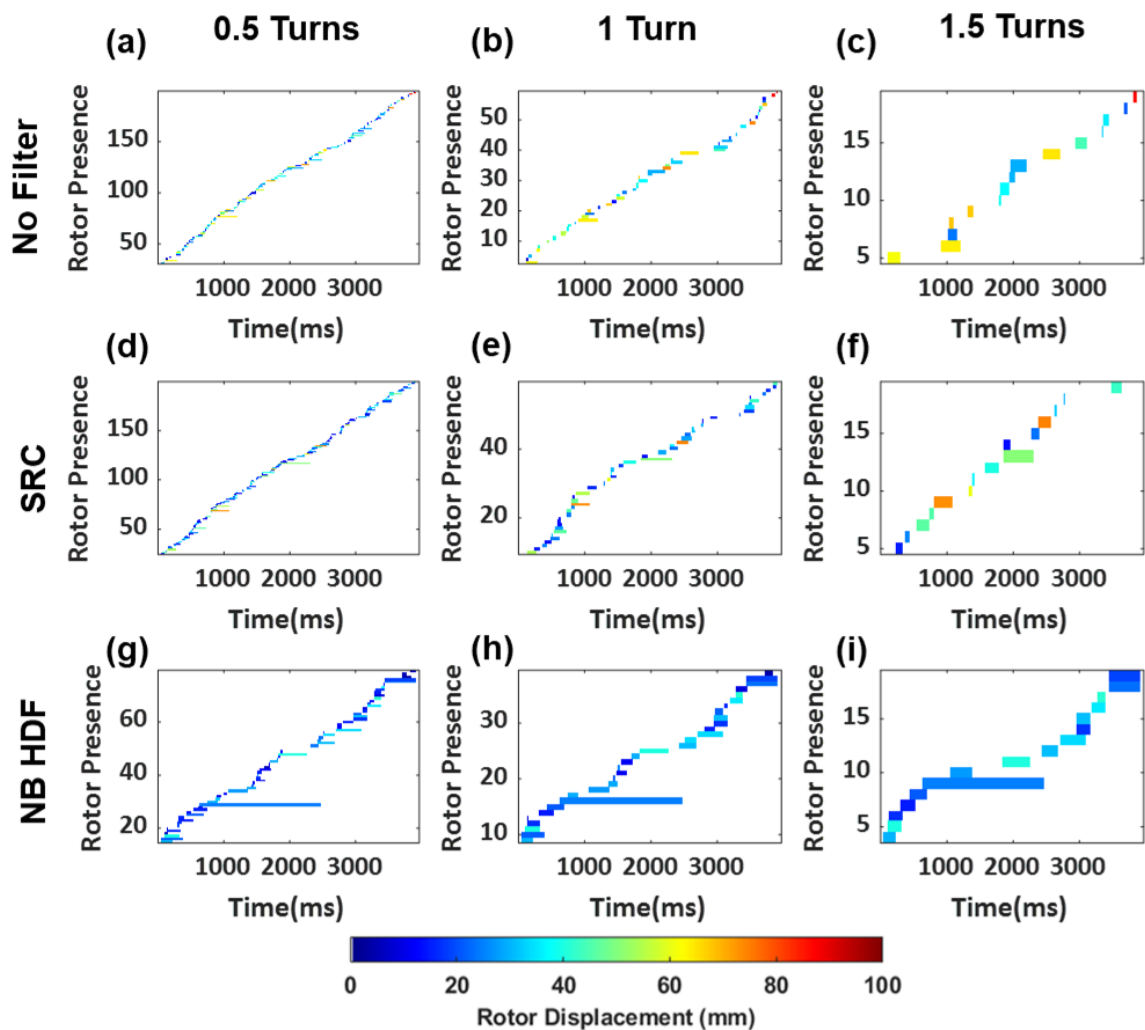 0.5 Turns 1 Turn 1.5 Turns
(a) (b) (c)
No Filter
Rotor Presence
150
100
50
1000 2000 3000
Time(ms)
Rotor Presence
50
40
30
20
10
1000 2000 3000
Time(ms)
Rotor Presence
15
10
5
1000 2000 3000
Time(ms)
(d) (e) (f)
SRC
Rotor Presence
150
100
50
1000 2000 3000
Time(ms)
Rotor Presence
40
20
1000 2000 3000
Time(ms)
Rotor Presence
15
10
5
1000 2000 3000
Time(ms)
(g) (h) (i)
NB HDF
Rotor Presence
60
40
20
1000 2000 3000
Time(ms)
Rotor Presence
30
20
10
1000 2000 3000
Time(ms)
Rotor Presence
15
10
5
1000 2000 3000
Time(ms)
0 20 40 60 80 100
Rotor Displacement (mm)